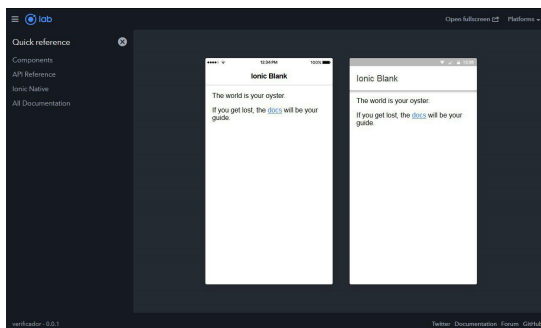 lab
Open fullscreen
Platforms
Quick reference
Components
API Reference
Ionic Native
All Documentation
12:34 PM
100%
Ionic Blank
The world is your oyster.
If you get lost, the docs will be your
guide.
Ionic Blank
The world is your oyster.
If you get lost, the docs will be your
guide.
verificador - 0.0.1
Twitter Documentation Forum GitHub